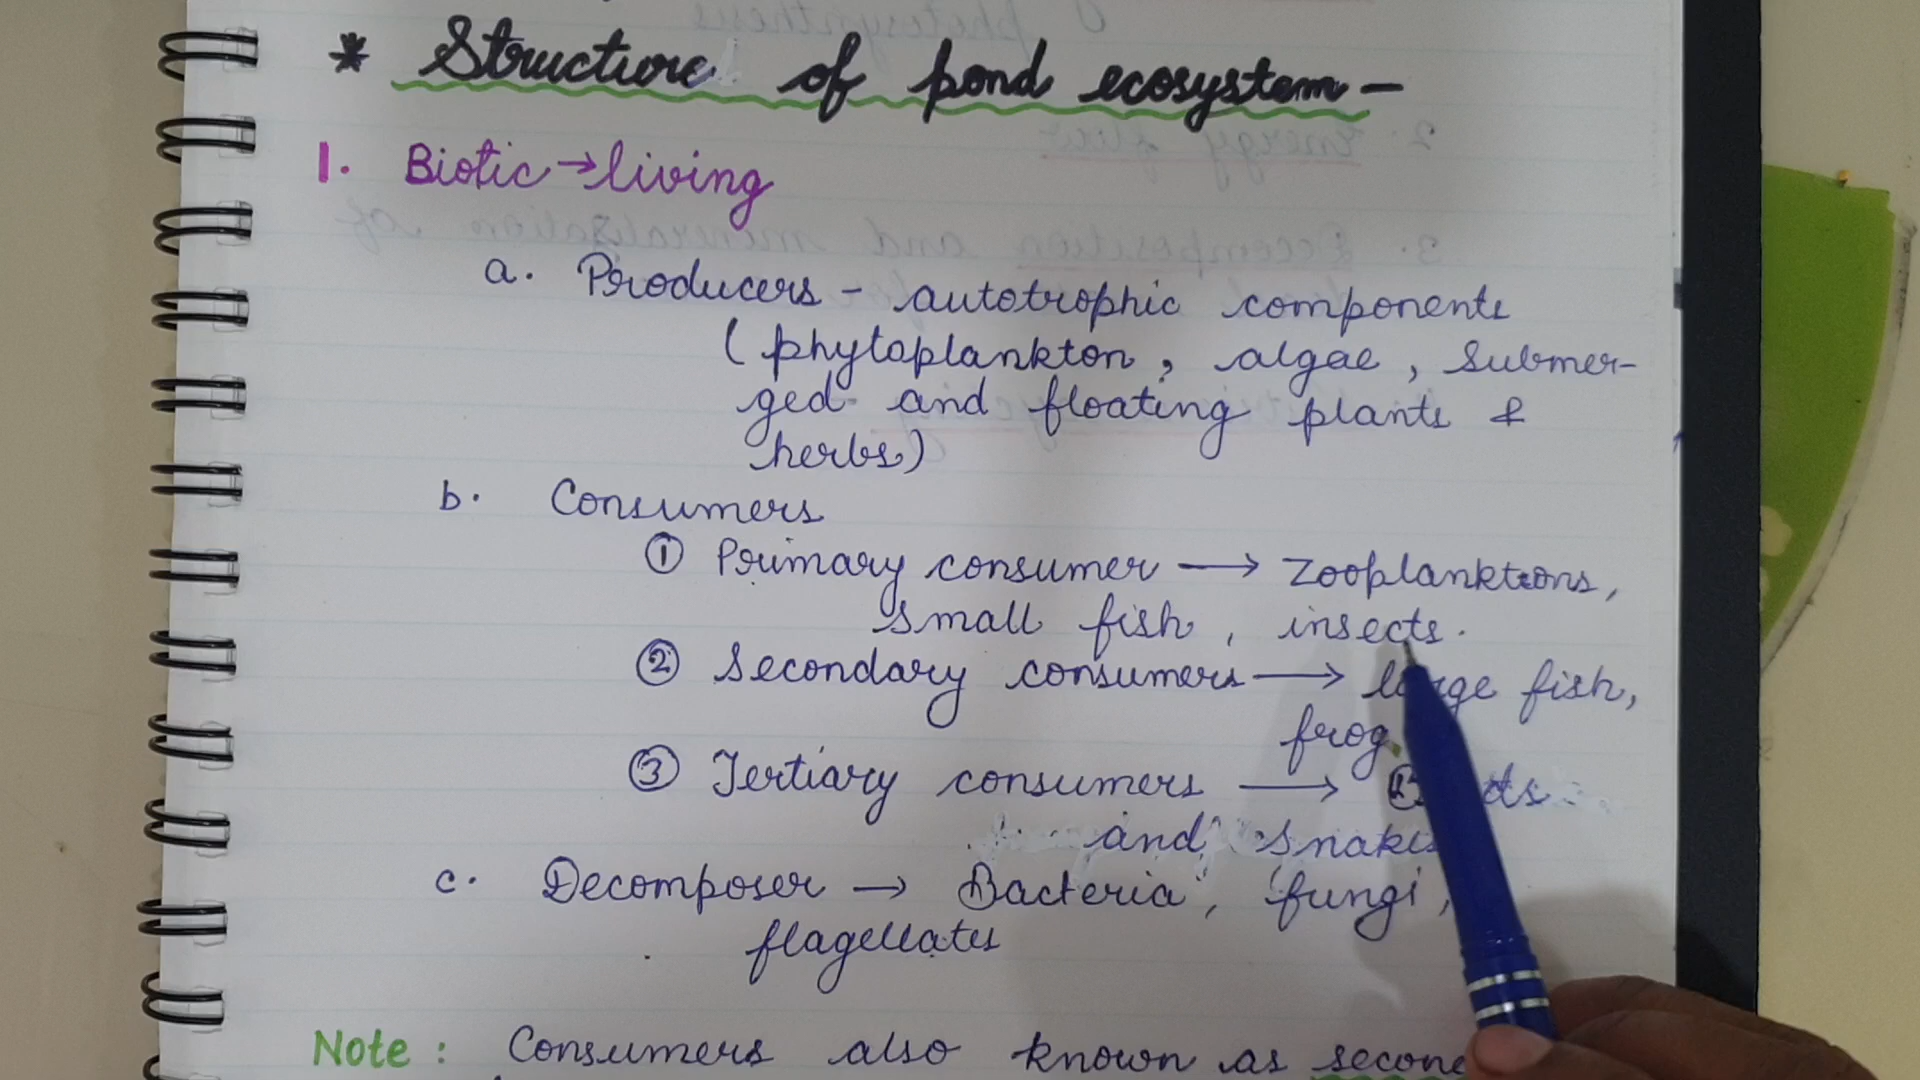 * Structure of pond ecosystem -
1. Biotic → living
a. Producers - autotrophic components
( phytoplankton, algae, submer-
ged and floating plants &
herbs)
b. Consumers
① Primary consumer → zooplanktons,
small fish, insects.
② Secondary consumers → large fish,
frog
③ Tertiary consumers →
and snakes
c. Decomposer → Bacteria, fungi,
flagellates
Note : Consumers also known as